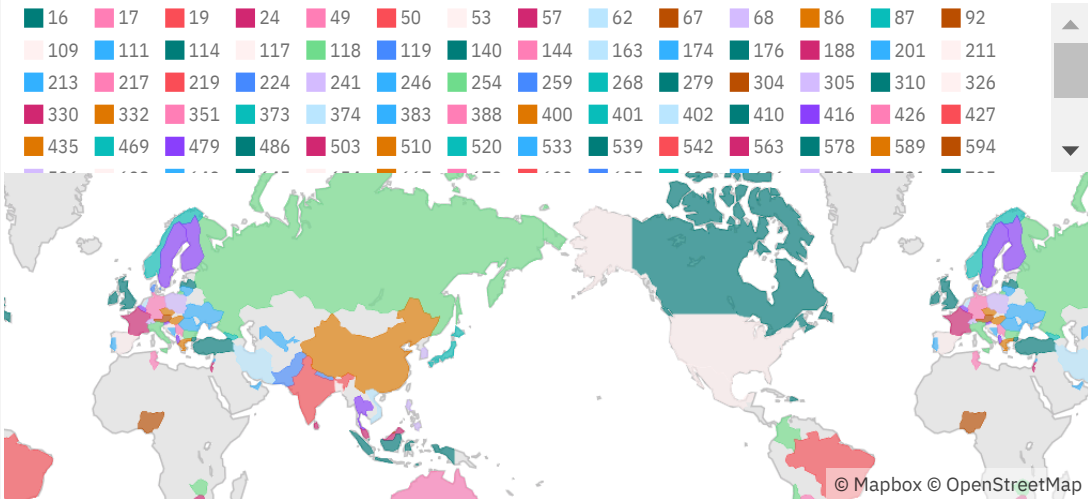 16 17 19 24 49 50 53 57 62 67 68 86 87 92
109 111 114 117 118 119 140 144 163 174 176 188 201 211
213 217 219 224 241 246 254 259 268 279 304 305 310 326
330 332 351 373 374 383 388 400 401 402 410 416 426 427
435 469 479 486 503 510 520 533 539 542 563 578 589 594
© Mapbox © OpenStreetMap